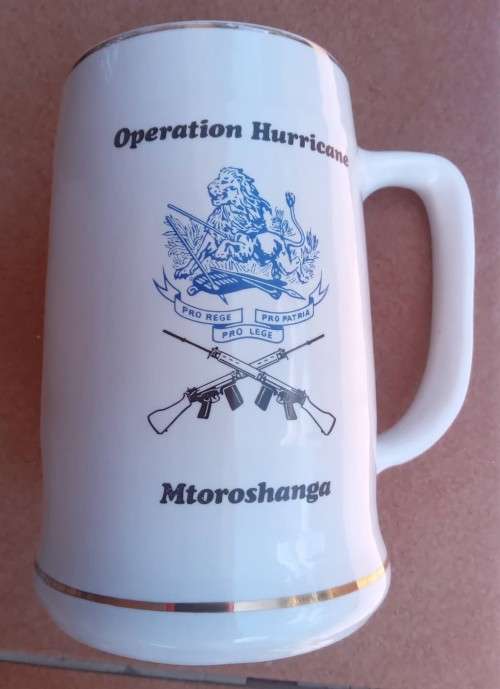 Operation Hurricane
PRO REGE PRO PATRIA
PRO LEGE
Mtoroshanga